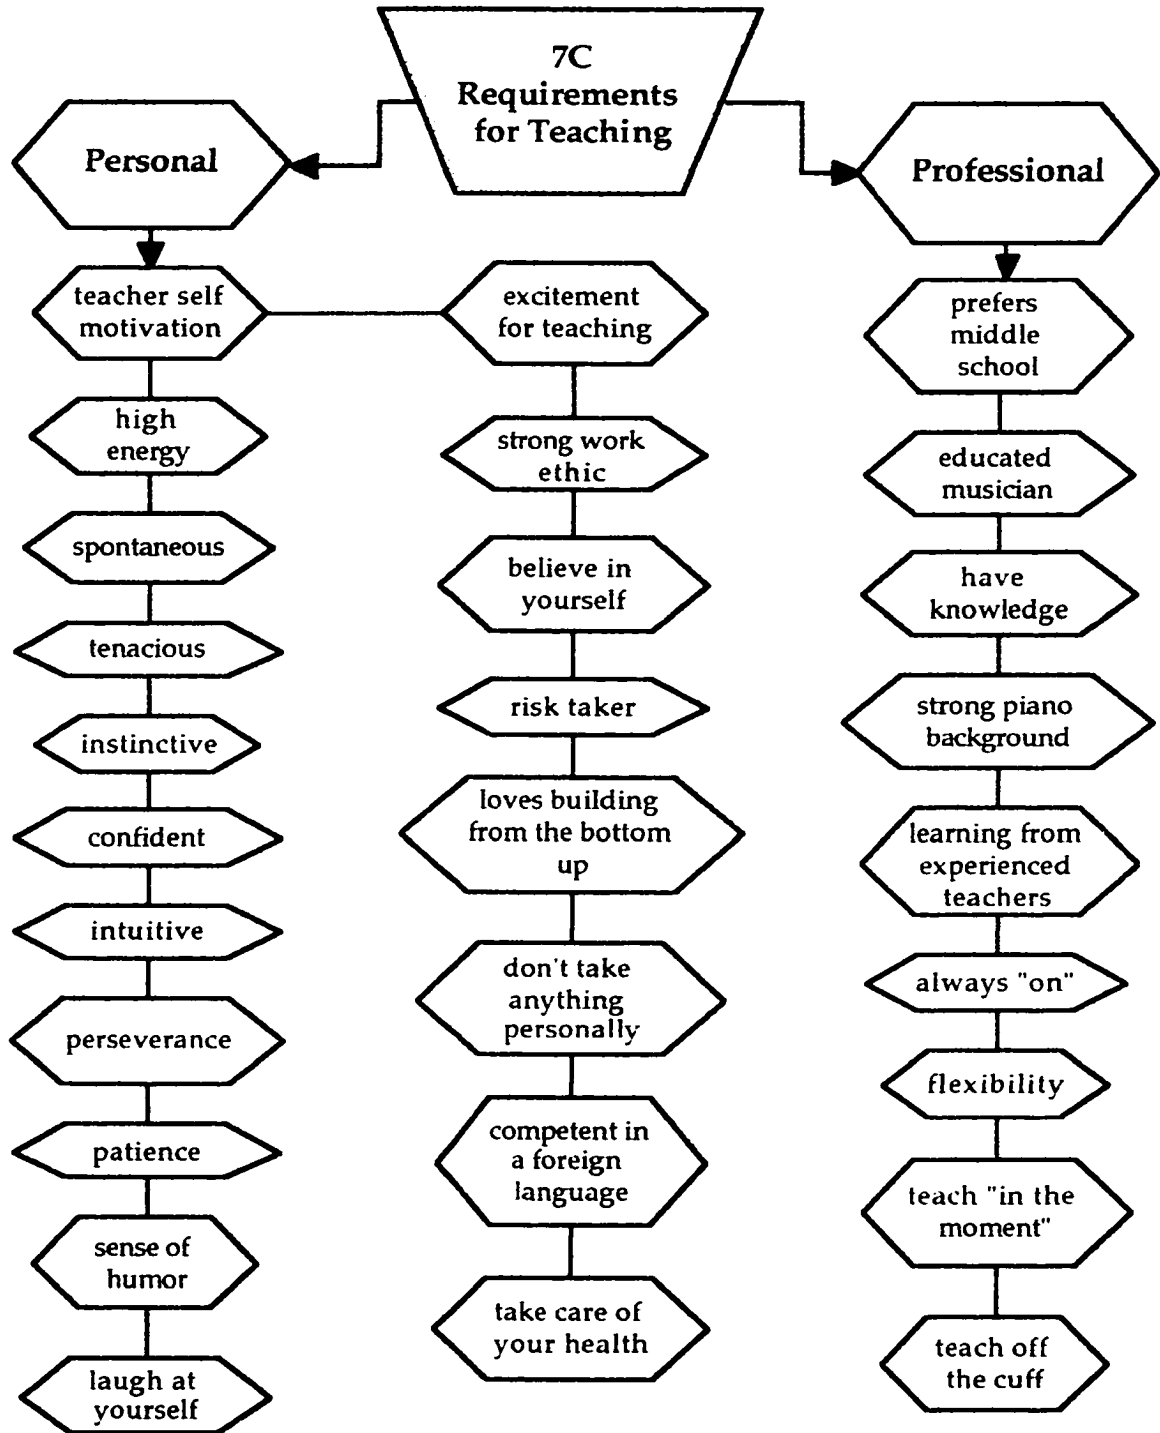 7C
Requirements
for Teaching
Personal
Professional
teacher self
motivation
high
energy
spontaneous
tenacious
instinctive
confident
intuitive
perseverance
patience
sense of
humor
laugh at
yourself
excitement
for teaching
strong work
ethic
believe in
yourself
risk taker
loves building
from the bottom
up
don't take
anything
personally
competent in
a foreign
language
take care of
your health
prefers
middle
school
educated
musician
have
knowledge
strong piano
background
learning from
experienced
teachers
always "on"
flexibility
teach "in the
moment"
teach off
the cuff